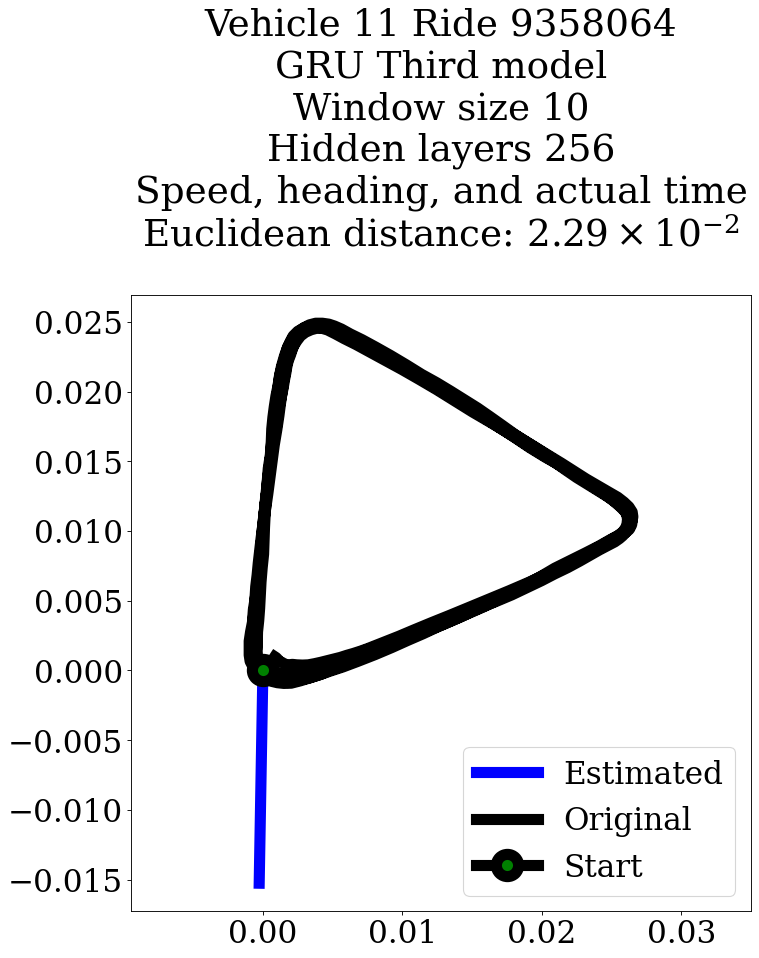 Vehicle 11 Ride 9358064
GRU Third model
Window size 10
Hidden layers 256
Speed, heading, and actual time
Euclidean distance: 2.29 × 10⁻²
0.025
0.020
0.015
0.010
0.005
0.000
−0.005
−0.010
−0.015
Estimated
Original
Start
0.00 0.01 0.02 0.03